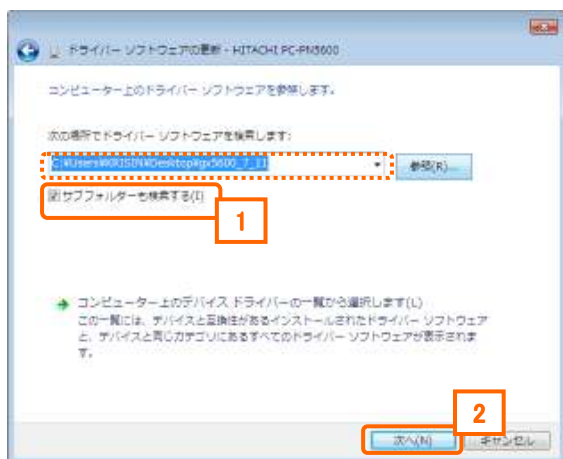 ドライバー ソフトウェアの更新 - HITACHI PC-PN5600
コンピューター上のドライバー ソフトウェアを参照します。
次の場所でドライバー ソフトウェアを検索します:
参照(R)...
サブフォルダーも検索する(I)
1
コンピューター上のデバイス ドライバーの一覧から選択します(L)
この一覧には、デバイスと互換性があるインストールされたドライバー ソフトウェア
と、デバイスと同じカテゴリにあるすべてのドライバー ソフトウェアが表示されま
す。
2
次へ(N)
キャンセル